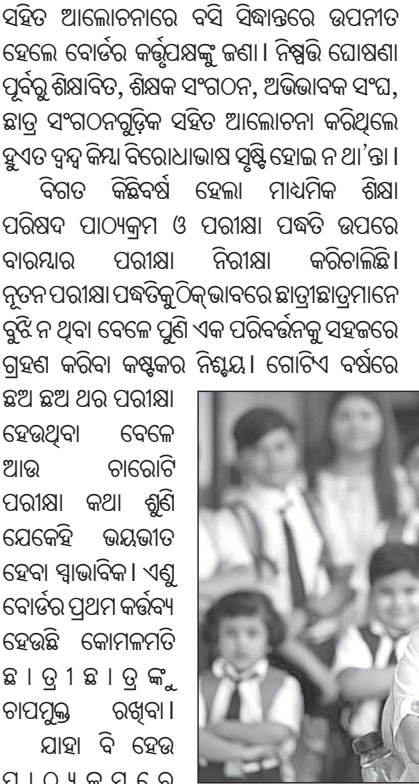 ସହିତ ଆଲୋଚନାରେ ବସି ସିଦ୍ଧାନ୍ତରେ ଉପନୀତ
ହେଲେ ବୋର୍ଡର କର୍ତ୍ତୃପକ୍ଷଙ୍କୁ ଜଣା। ନିଷ୍ପତ୍ତି ଘୋଷଣା
ପୂର୍ବରୁ ଶିକ୍ଷାବିତ, ଶିକ୍ଷକ ସଂଗଠନ, ଅଭିଭାବକ ସଂଘ,
ଛାତ୍ର ସଂଗଠନଗୁଡ଼ିକ ସହିତ ଆଲୋଚନା କରିଥିଲେ
ହୁଏତ ଦ୍ୱନ୍ଦ୍ୱ କିମ୍ବା ବିରୋଧାଭାଷ ସୃଷ୍ଟି ହୋଇ ନ ଥା'ନ୍ତା।
ବିଗତ କିଛିବର୍ଷ ହେଲା ମାଧ୍ୟମିକ ଶିକ୍ଷା
ପରିଷଦ ପାଠ୍ୟକ୍ରମ ଓ ପରୀକ୍ଷା ପଦ୍ଧତି ଉପରେ
ବାରମ୍ବାର ପରୀକ୍ଷା ନିରୀକ୍ଷା କରିଚାଲିଛି।
ନୂତନ ପରୀକ୍ଷା ପଦ୍ଧତିକୁ ଠିକ୍ ଭାବରେ ଛାତ୍ରୀଛାତ୍ରମାନେ
ବୁଝି ନ ଥିବା ବେଳେ ପୁଣି ଏକ ପରିବର୍ତ୍ତନକୁ ସହଜରେ
ଗ୍ରହଣ କରିବା କଷ୍ଟକର ନିଶ୍ଚୟ। ଗୋଟିଏ ବର୍ଷରେ
ଛଅ ଛଅ ଥର ପରୀକ୍ଷା
ହେଉଥିବା ବେଳେ
ଆଉ ଚାରୋଟି
ପରୀକ୍ଷା କଥା ଶୁଣି
ଯେକେହି ଭୟଭୀତ
ହେବା ସ୍ୱାଭାବିକ। ଏଣୁ
ବୋର୍ଡର ପ୍ରଥମ କର୍ତ୍ତବ୍ୟ
ହେଉଛି କୋମଳମତି
ଛାତ୍ରୀଛାତ୍ରଙ୍କୁ
ଚାପମୁକ୍ତ ରଖିବା।
ଯାହା ବି ହେଉ
ପାଠ୍ୟକ୍ରମରେ